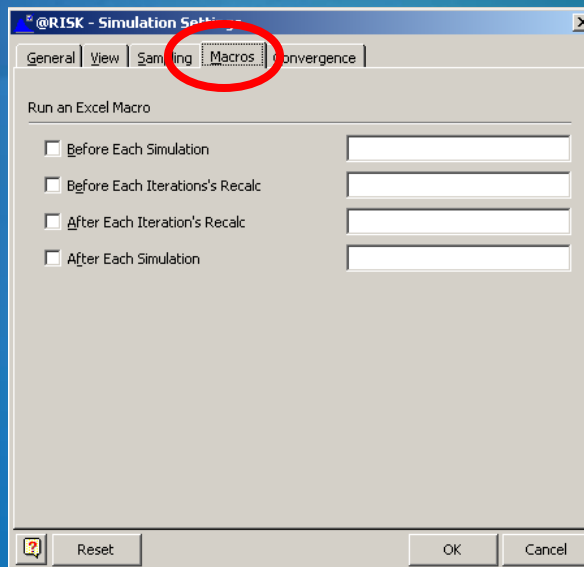 @RISK - Simulation Settings
General View Sampling Macros Convergence
Run an Excel Macro
Before Each Simulation
Before Each Iterations's Recalc
After Each Iteration's Recalc
After Each Simulation
Reset OK Cancel